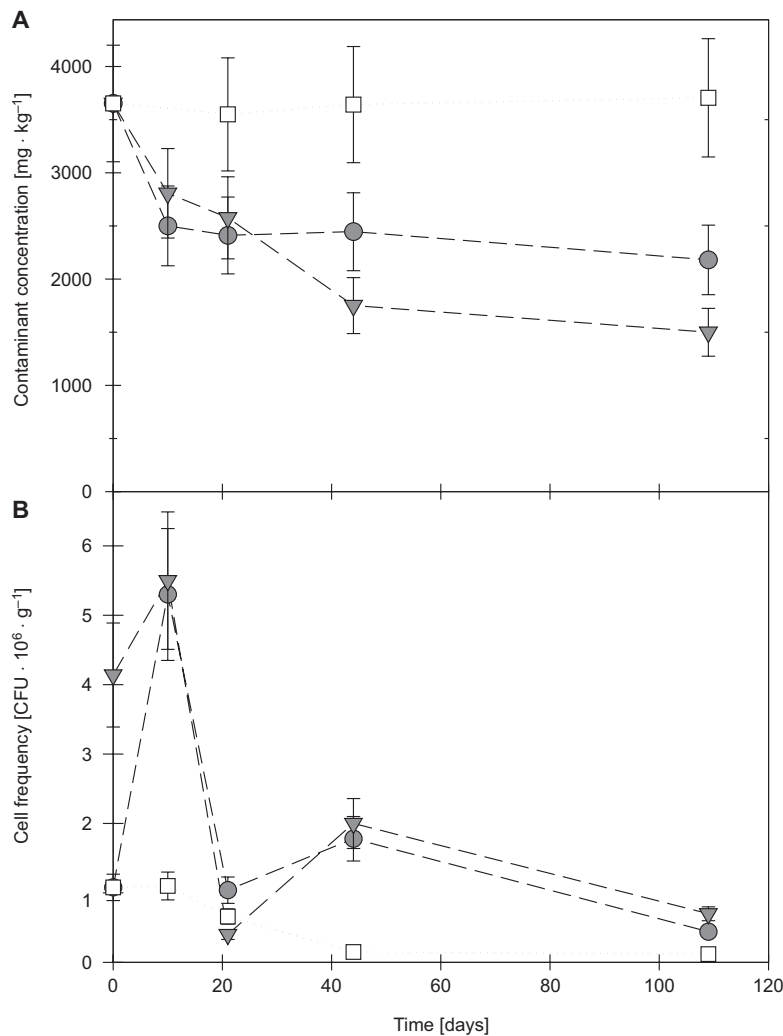 A
Contaminant concentration [mg · kg⁻¹]
4000
3000
2000
1000
0
B
Cell frequency [CFU · 10⁶ · g⁻¹]
6
5
4
3
2
1
0
0 20 40 60 80 100 120
Time [days]